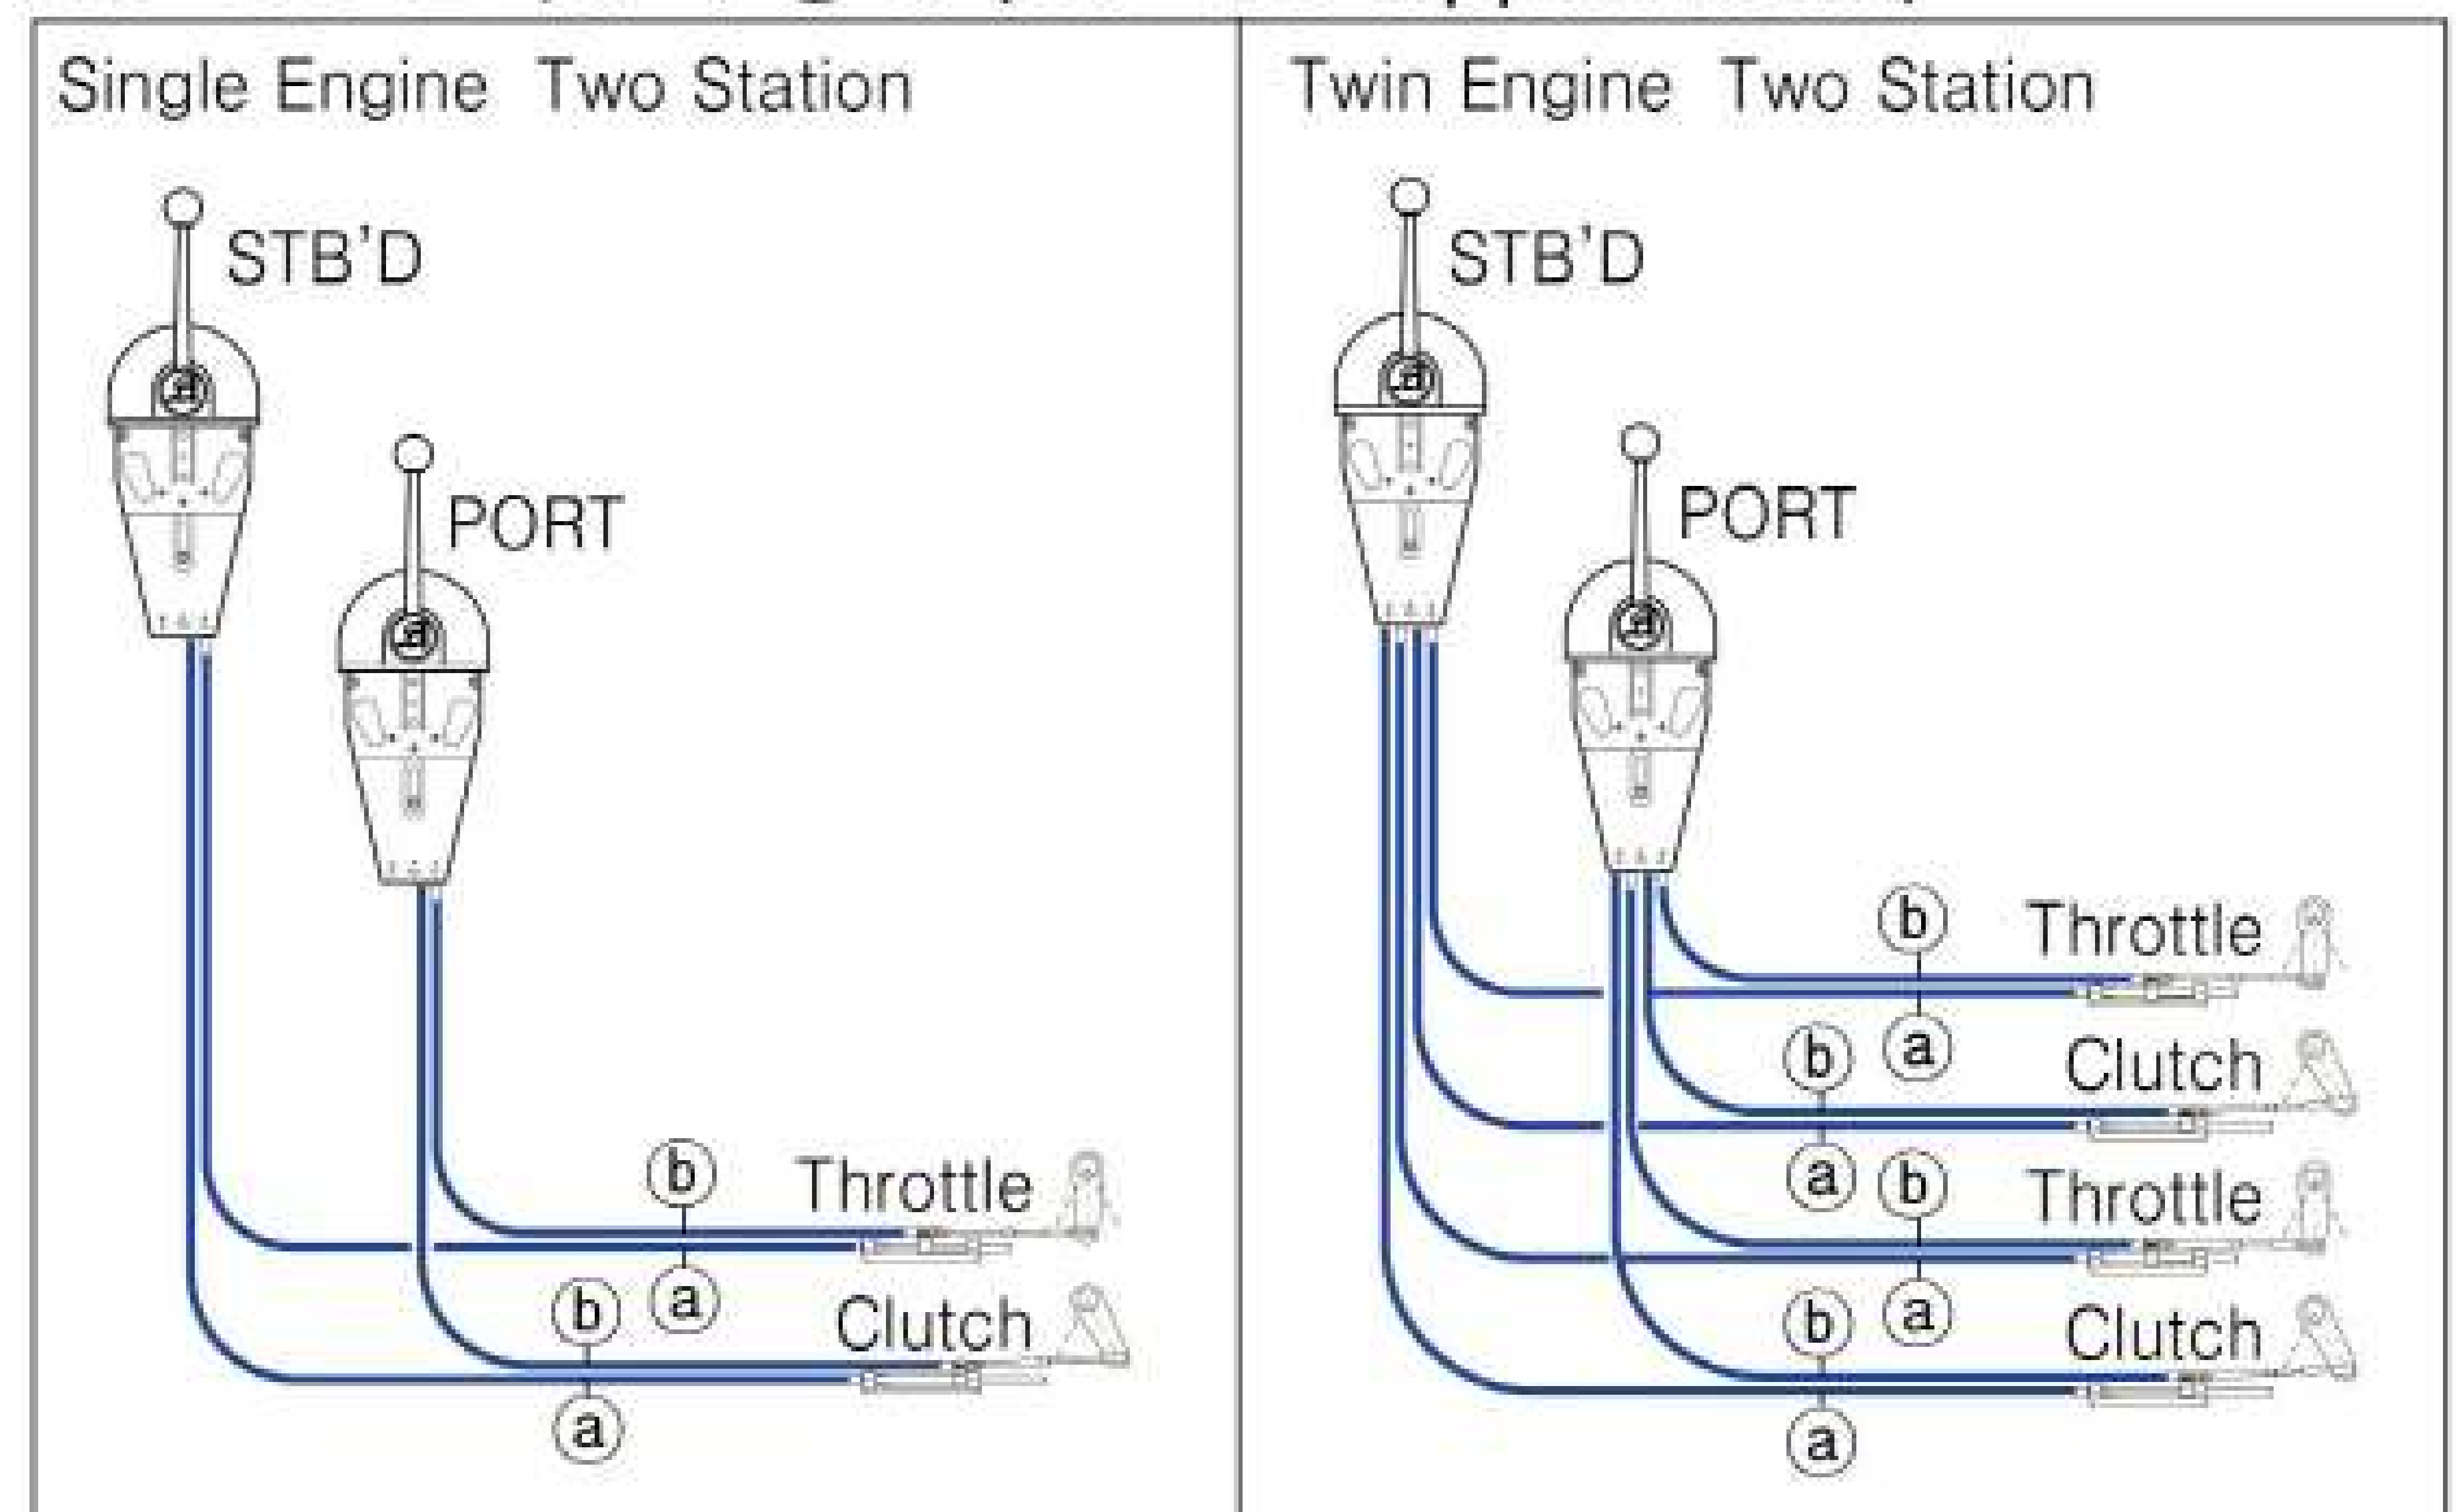 Single Engine Two Station
STB'D
a
PORT
a
b
Throttle
a
b
Clutch
a
Twin Engine Two Station
STB'D
a
PORT
a
b
Throttle
a
b
Clutch
a
b
Throttle
a
b
Clutch
a